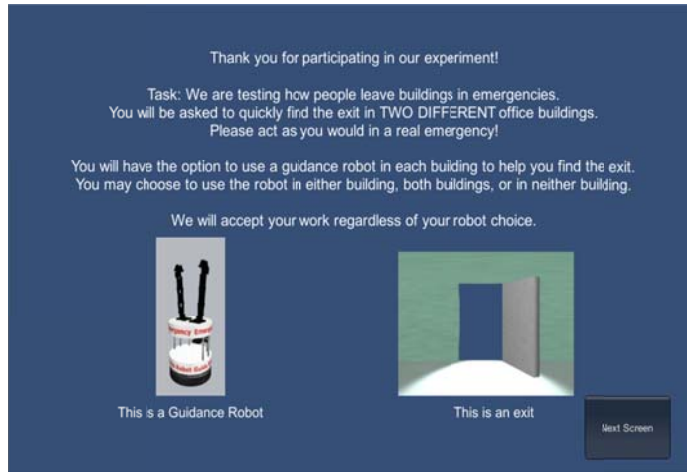 Thank you for participating in our experiment!
Task: We are testing how people leave buildings in emergencies.
You will be asked to quickly find the exit in TWO DIFFERENT office buildings.
Please act as you would in a real emergency!
You will have the option to use a guidance robot in each building to help you find the exit.
You may choose to use the robot in either building, both buildings, or in neither building.
We will accept your work regardless of your robot choice.
This is a Guidance Robot
This is an exit
Next Screen